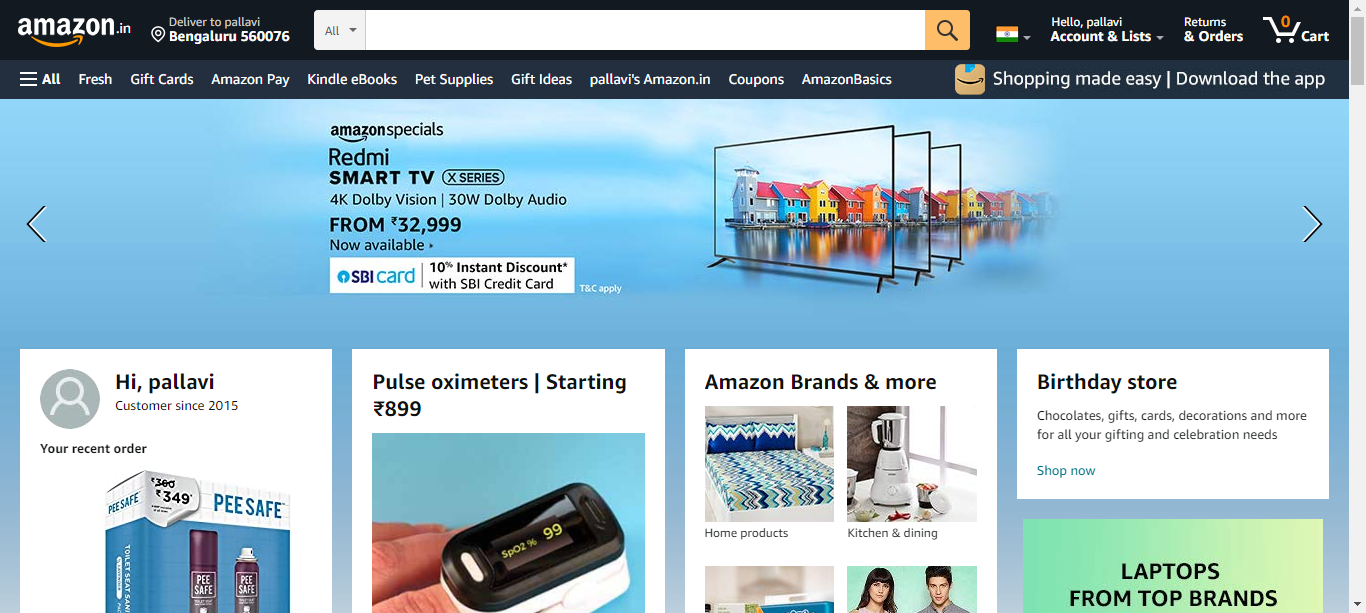 amazon.in
Deliver to pallavi
Bengaluru 560076
All
Hello, pallavi
Account & Lists
Returns
& Orders
0
Cart
All
Fresh
Gift Cards
Amazon Pay
Kindle eBooks
Pet Supplies
Gift Ideas
pallavi's Amazon.in
Coupons
AmazonBasics
Shopping made easy | Download the app
amazonspecials
Redmi
SMART TV X SERIES
4K Dolby Vision | 30W Dolby Audio
FROM ₹32,999
Now available
SBI card
10% Instant Discount*
with SBI Credit Card
T&C apply
Hi, pallavi
Customer since 2015
Your recent order
₹360
₹349*
PEE SAFE
PEE SAFE
PEE
SAFE
PEE
SAFE
Pulse oximeters | Starting
₹899
SpO2 % 99
Amazon Brands & more
Home products
Kitchen & dining
Birthday store
Chocolates, gifts, cards, decorations and more
for all your gifting and celebration needs
Shop now
LAPTOPS
FROM TOP BRANDS